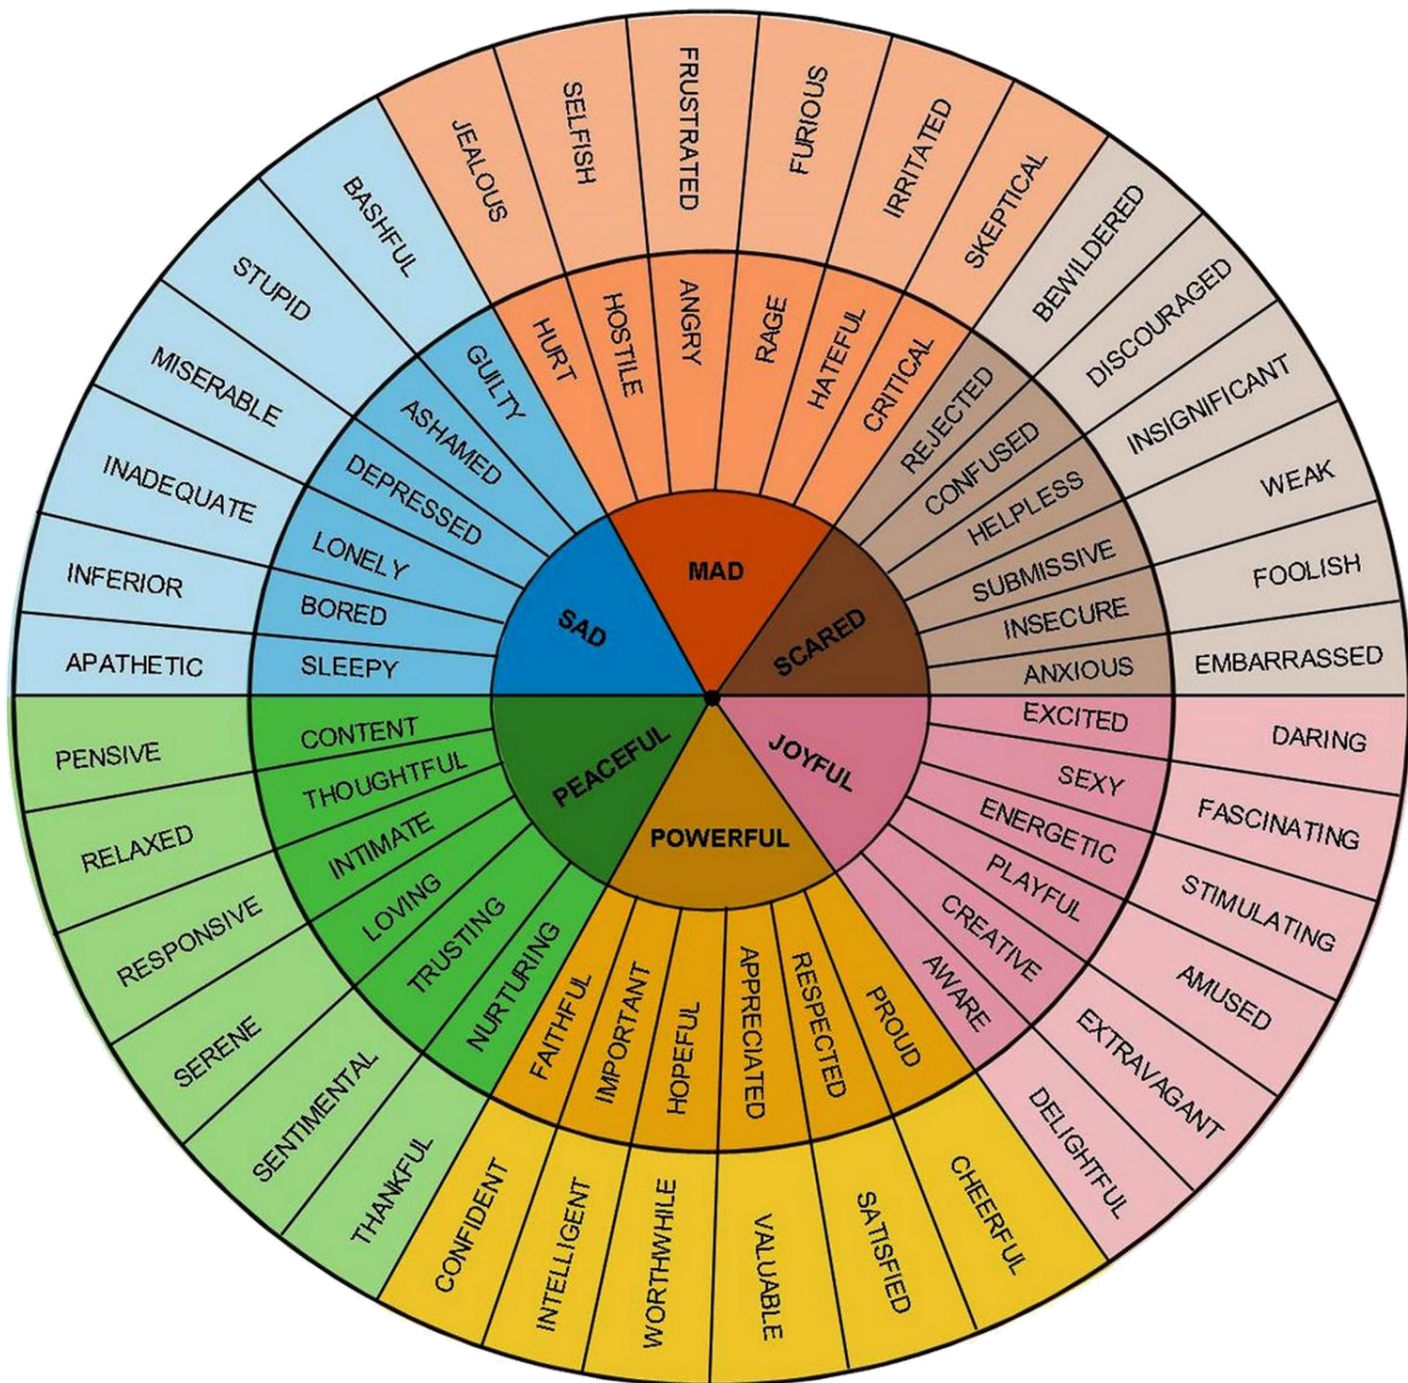 MAD
SCARED
JOYFUL
POWERFUL
PEACEFUL
SAD
HURT
HOSTILE
ANGRY
RAGE
HATEFUL
CRITICAL
REJECTED
CONFUSED
HELPLESS
SUBMISSIVE
INSECURE
ANXIOUS
EXCITED
SEXY
ENERGETIC
PLAYFUL
CREATIVE
AWARE
PROUD
RESPECTED
APPRECIATED
HOPEFUL
IMPORTANT
FAITHFUL
NURTURING
TRUSTING
LOVING
INTIMATE
THOUGHTFUL
CONTENT
SLEEPY
BORED
LONELY
DEPRESSED
ASHAMED
GUILTY
JEALOUS
SELFISH
FRUSTRATED
FURIOUS
IRRITATED
SKEPTICAL
BEWILDERED
DISCOURAGED
INSIGNIFICANT
WEAK
FOOLISH
EMBARRASSED
DARING
FASCINATING
STIMULATING
AMUSED
EXTRAVAGANT
DELIGHTFUL
CHEERFUL
SATISFIED
VALUABLE
WORTHWHILE
INTELLIGENT
CONFIDENT
THANKFUL
SENTIMENTAL
SERENE
RESPONSIVE
RELAXED
PENSIVE
APATHETIC
INFERIOR
INADEQUATE
MISERABLE
STUPID
BASHFUL